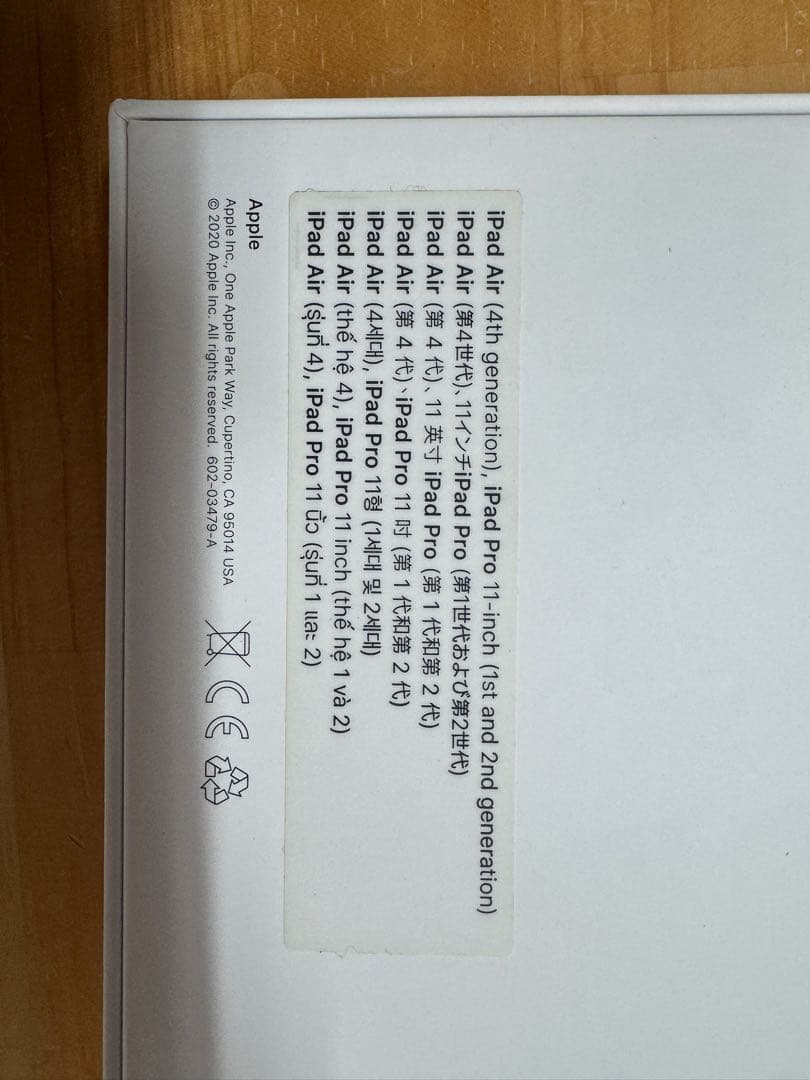 iPad Air (4th generation), iPad Pro 11-inch (1st and 2nd generation)
iPad Air (第4世代)、11インチiPad Pro (第1世代および第2世代)
iPad Air (第 4 代)、11 英寸 iPad Pro (第 1 代和第 2 代)
iPad Air (第 4 代)、iPad Pro 11 吋 (第 1 代和第 2 代)
iPad Air (4세대), iPad Pro 11형 (1세대 및 2세대)
iPad Air (thế hệ 4), iPad Pro 11 inch (thế hệ 1 và 2)
iPad Air (รุ่นที่ 4), iPad Pro 11 นิ้ว (รุ่นที่ 1 และ 2)
Apple
Apple Inc., One Apple Park Way, Cupertino, CA 95014 USA
© 2020 Apple Inc. All rights reserved. 602-03479-A
CE